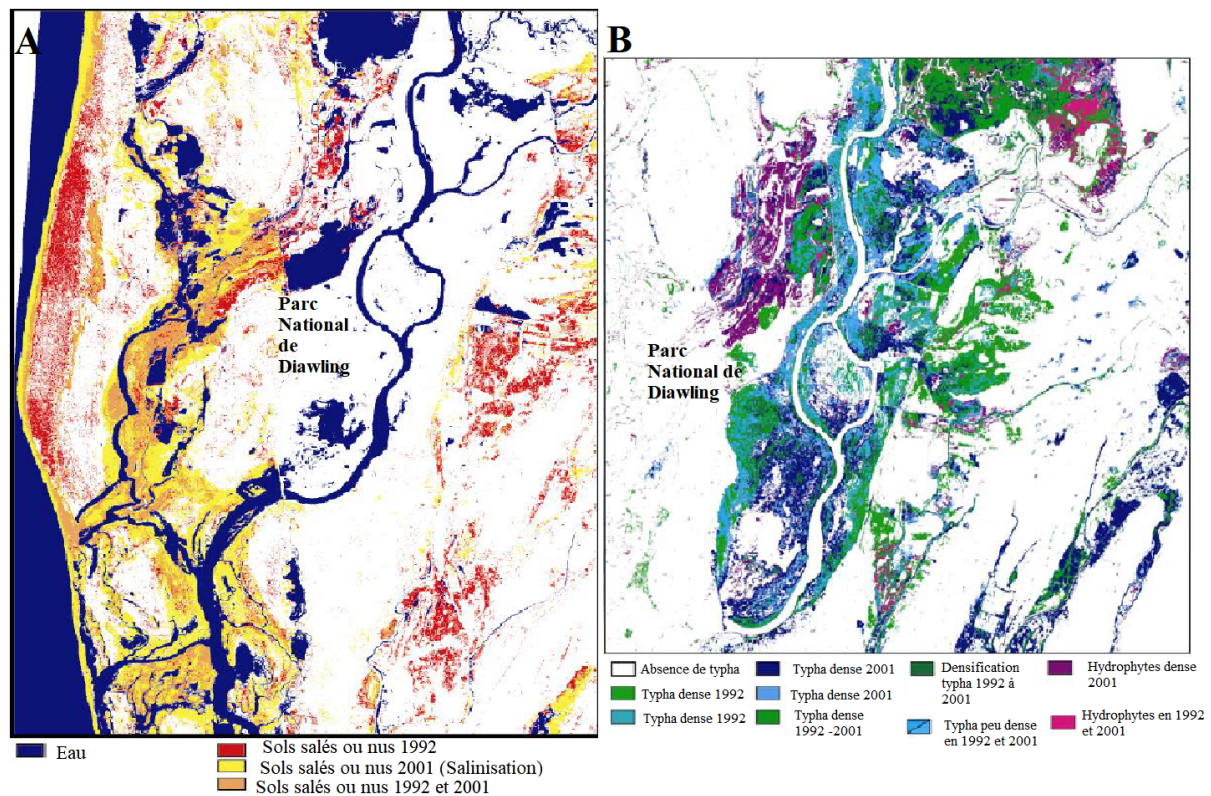 A
B
Parc
National
de
Diawling
Parc
National de
Diawling
Eau
Sols salés ou nus 1992
Sols salés ou nus 2001 (Salinisation)
Sols salés ou nus 1992 et 2001
Absence de typha
Typha dense 1992
Typha dense 1992
Typha dense 2001
Typha dense 2001
Typha dense
1992 -2001
Densification
typha 1992 à
2001
Typha peu dense
en 1992 et 2001
Hydrophytes dense
2001
Hydrophytes en 1992
et 2001